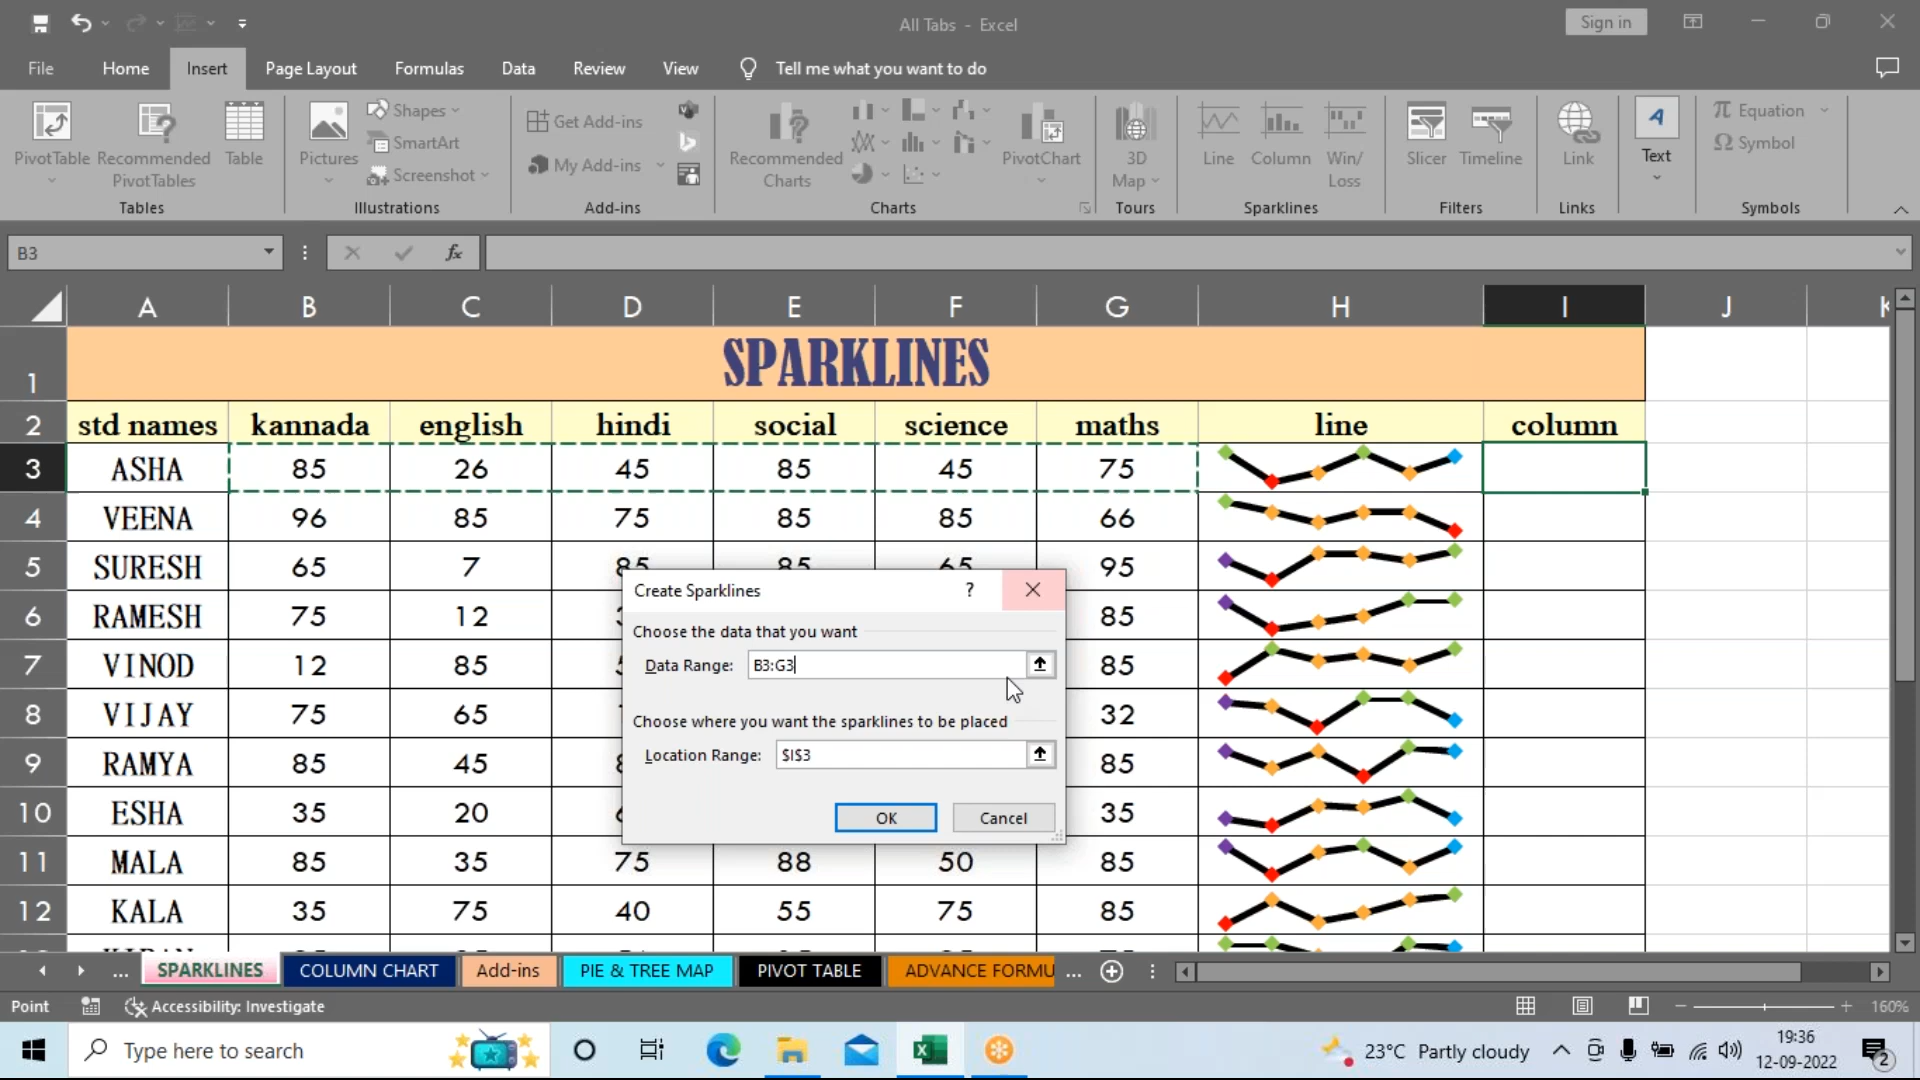 All Tabs - Excel
Sign in
File Home Insert Page Layout Formulas Data Review View Tell me what you want to do
PivotTable Recommended PivotTables Table
Tables
Pictures Shapes SmartArt Screenshot
Illustrations
Get Add-ins
My Add-ins
Add-ins
Recommended Charts PivotChart
Charts
3D Map
Tours
Line Column Win/ Loss
Sparklines
Slicer Timeline
Filters
Link
Links
A
Text
π Equation
Ω Symbol
Symbols
B3 fx
A B C D E F G H I J
1 SPARKLINES
2 std names kannada english hindi social science maths line column
3 ASHA 85 26 45 85 45 75
4 VEENA 96 85 75 85 85 66
5 SURESH 65 7 85 85 65 95
6 RAMESH 75 12 85
7 VINOD 12 85 85
8 VIJAY 75 65 32
9 RAMYA 85 45 85
10 ESHA 35 20 35
11 MALA 85 35 75 88 50 85
12 KALA 35 75 40 55 75 85
Create Sparklines ?
Choose the data that you want
Data Range: B3:G3
Choose where you want the sparklines to be placed
Location Range: $I$3
OK Cancel
... SPARKLINES COLUMN CHART Add-ins PIE & TREE MAP PIVOT TABLE ADVANCE FORMU ...
Point Accessibility: Investigate 160%
Type here to search
23°C Partly cloudy
19:36
12-09-2022
2